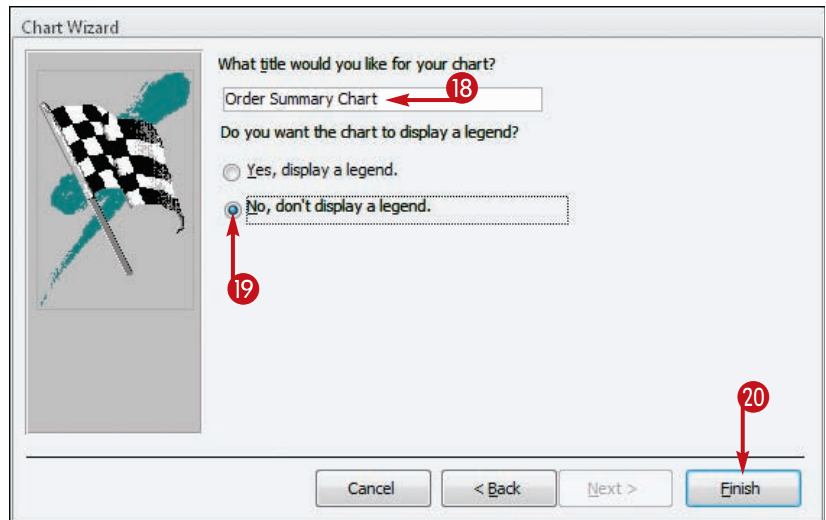 Chart Wizard
What title would you like for your chart?
Order Summary Chart
18
Do you want the chart to display a legend?
Yes, display a legend.
No, don't display a legend.
19
20
Cancel
< Back
Next >
Finish